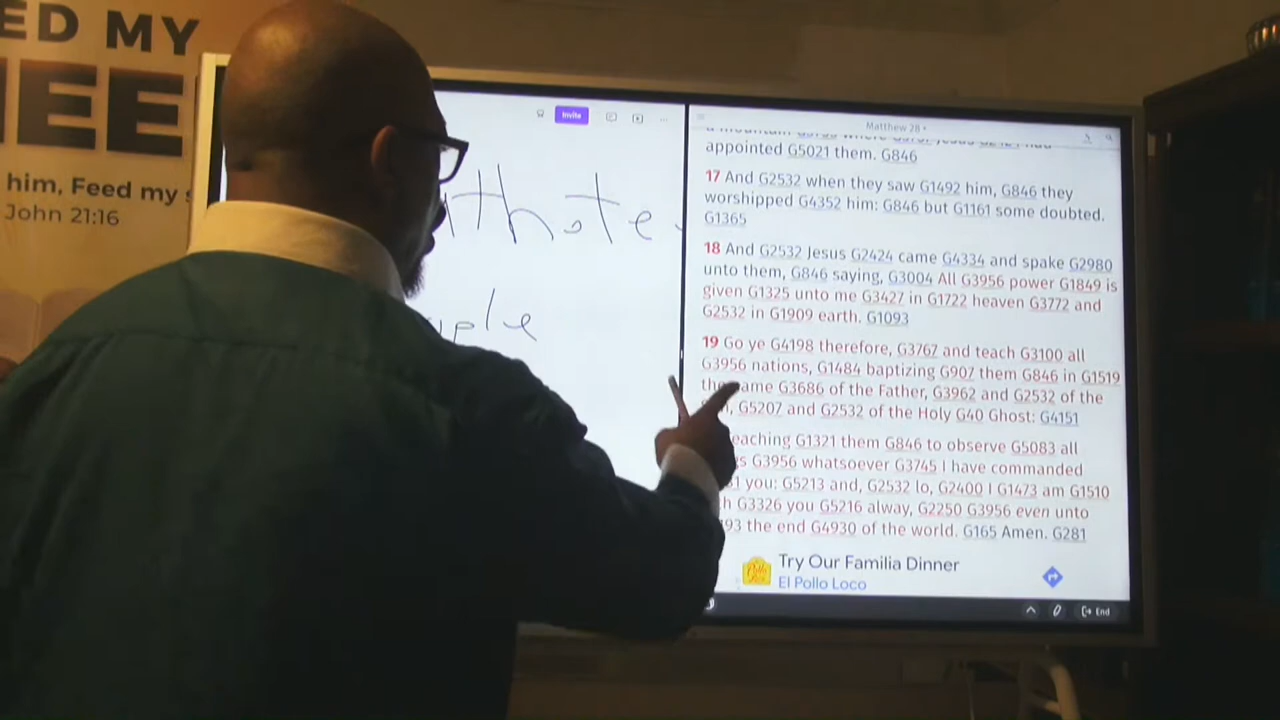 ED MY
HEE
him, Feed my
John 21:16
Invite
thote
ple
Matthew 28
appointed G5021 them. G846
17 And G2532 when they saw G1492 him, G846 they
worshipped G4352 him: G846 but G1161 some doubted.
G1365
18 And G2532 Jesus G2424 came G4334 and spake G2980
unto them, G846 saying, G3004 All G3956 power G1849 is
given G1325 unto me G3427 in G1722 heaven G3772 and
G2532 in G1909 earth. G1093
19 Go ye G4198 therefore, G3767 and teach G3100 all
G3956 nations, G1484 baptizing G907 them G846 in G1519
the name G3686 of the Father, G3962 and G2532 of the
G5207 and G2532 of the Holy G40 Ghost: G4151
eaching G1321 them G846 to observe G5083 all
s G3956 whatsoever G3745 I have commanded
you: G5213 and, G2532 lo, G2400 I G1473 am G1510
h G3326 you G5216 alway, G2250 G3956 even unto
93 the end G4930 of the world. G165 Amen. G281
Try Our Familia Dinner
El Pollo Loco
End